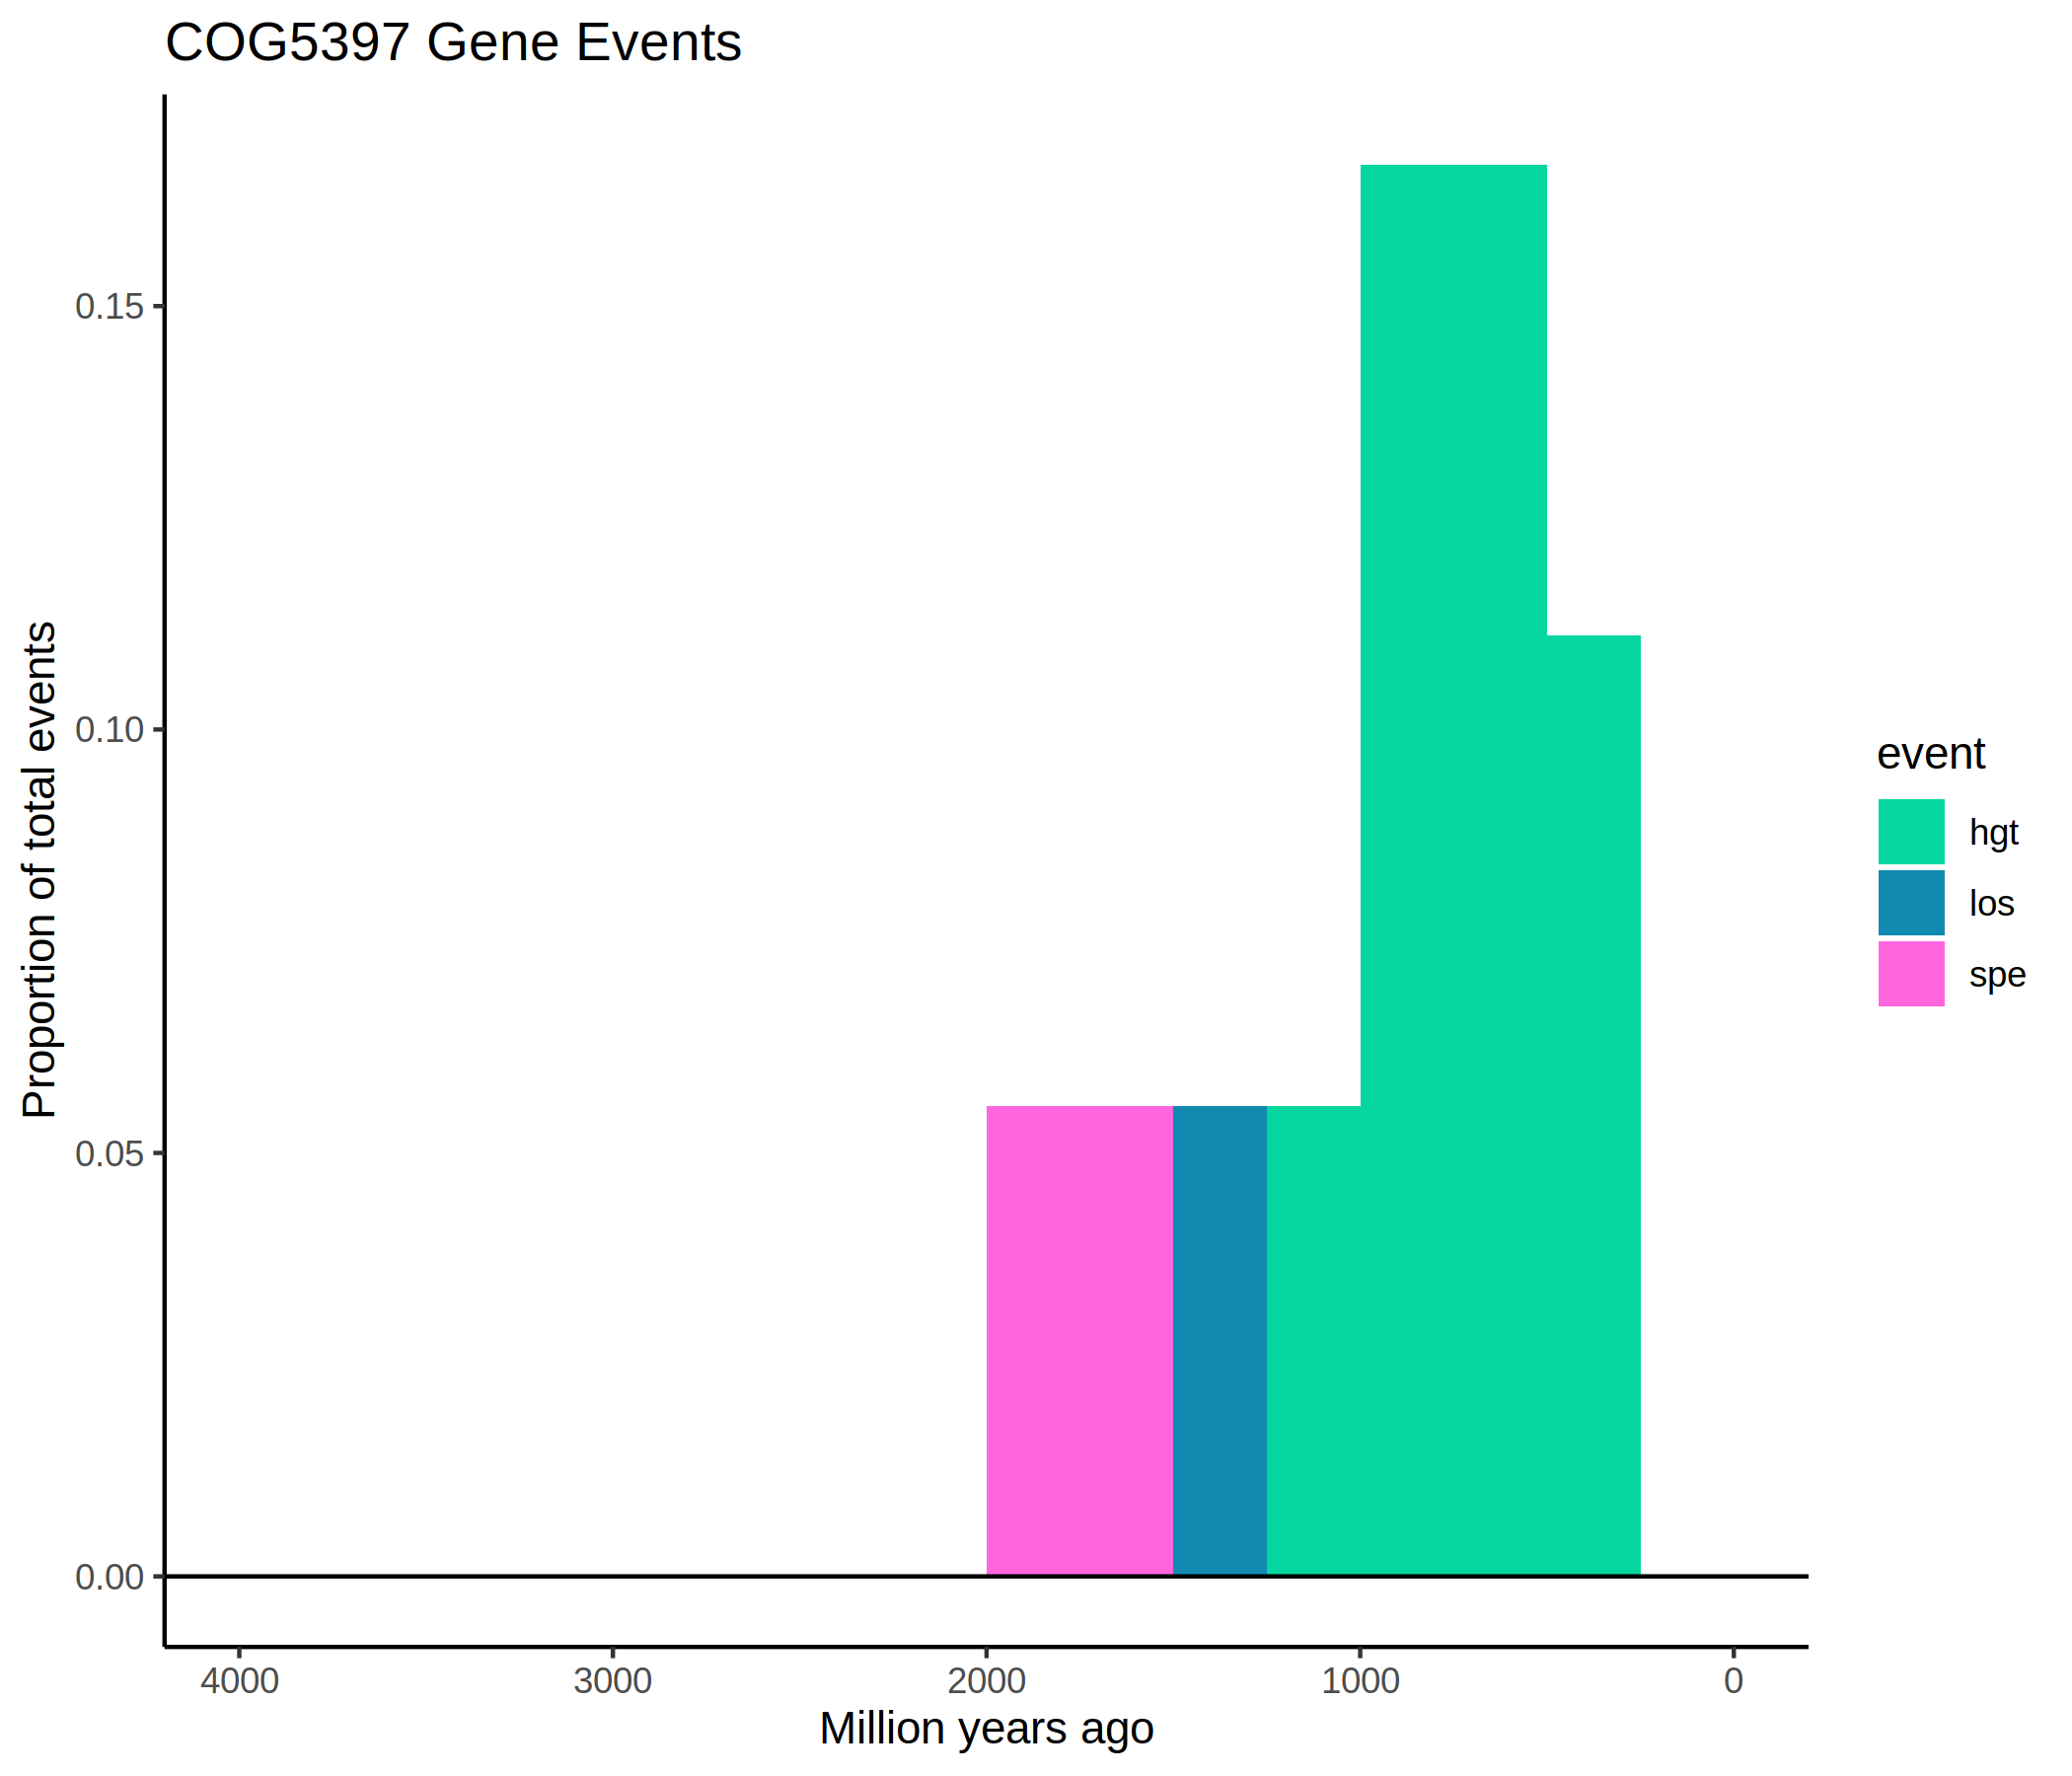 COG5397 Gene Events
Proportion of total events
0.15
0.10
0.05
0.00
4000 3000 2000 1000 0
Million years ago
event
hgt
los
spe